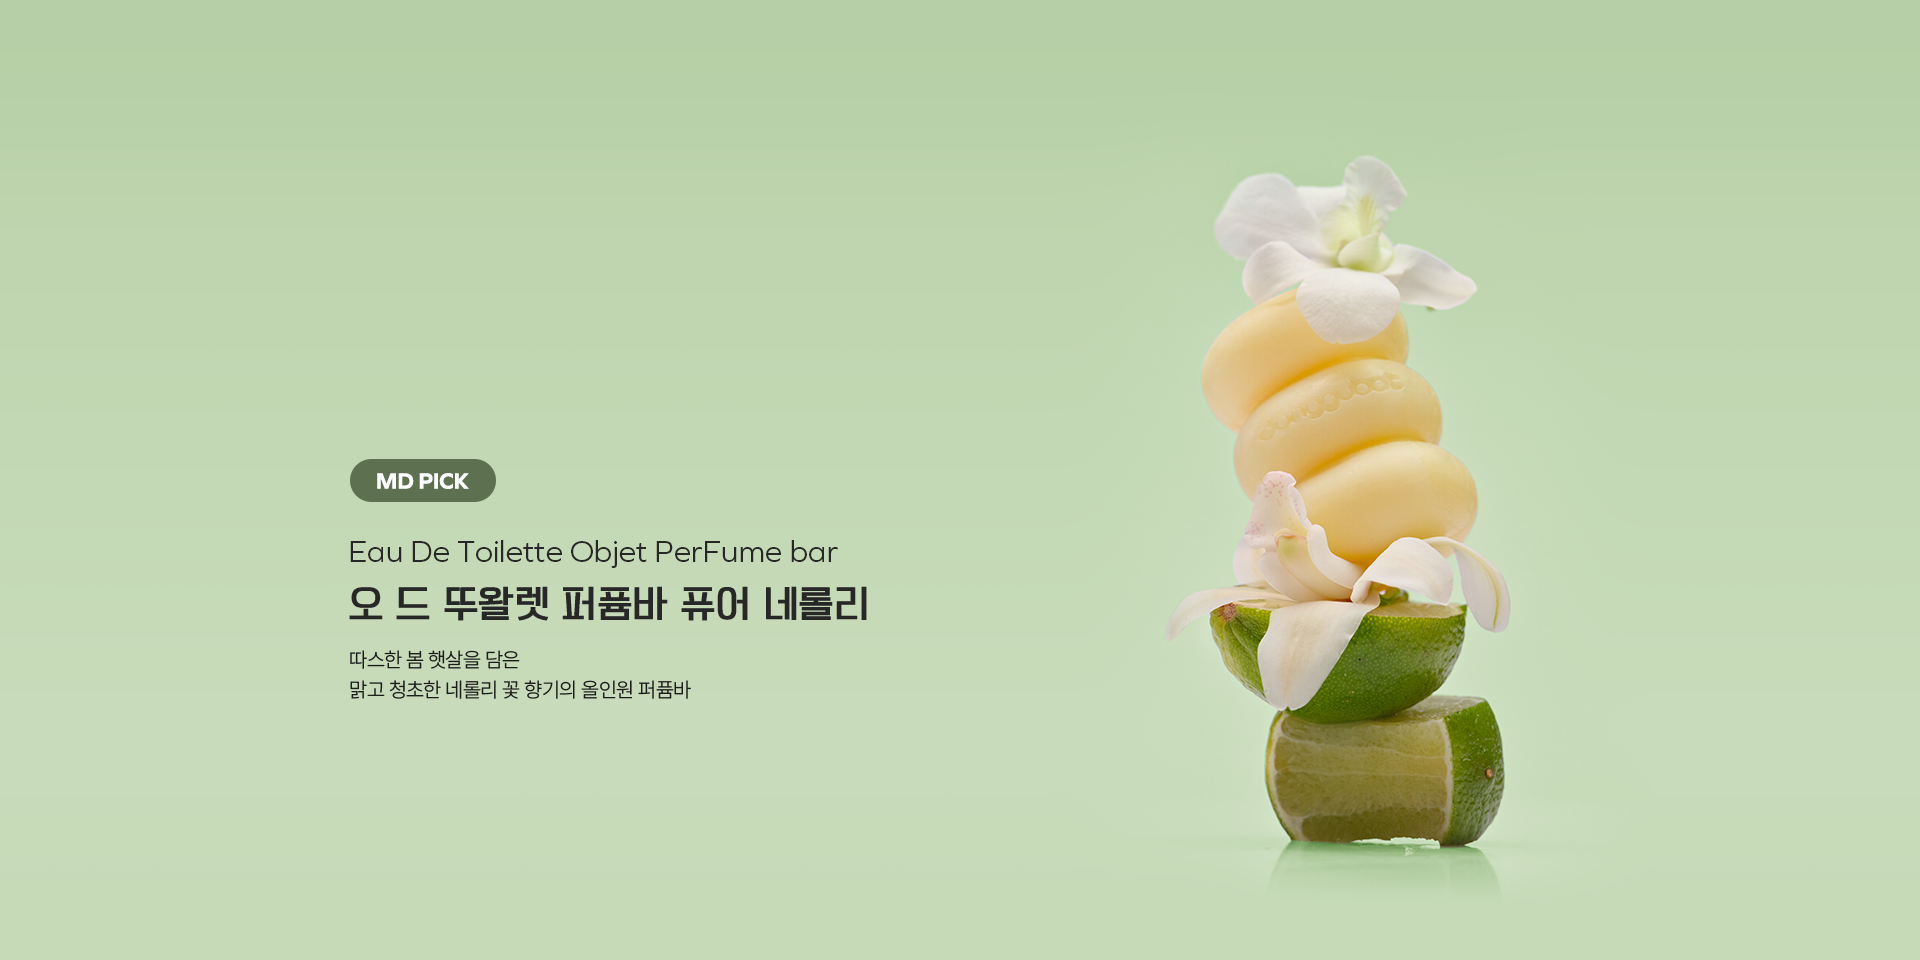 MD PICK
Eau De Toilette Objet PerFume bar
오 드 뚜왈렛 퍼퓸바 퓨어 네롤리
따스한 봄 햇살을 담은
맑고 청초한 네롤리 꽃 향기의 올인원 퍼퓸바